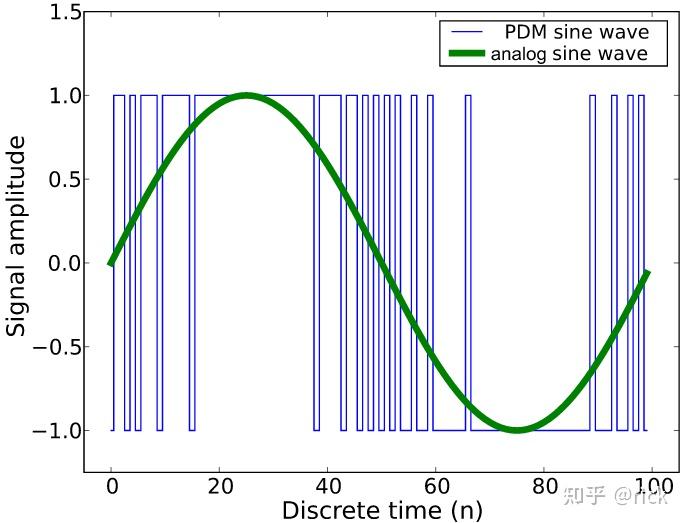 1.5
PDM sine wave
analog sine wave
1.0
0.5
0.0
−0.5
−1.0
0 20 40 60 80 100
Signal amplitude
Discrete time (n)
知乎 @rick